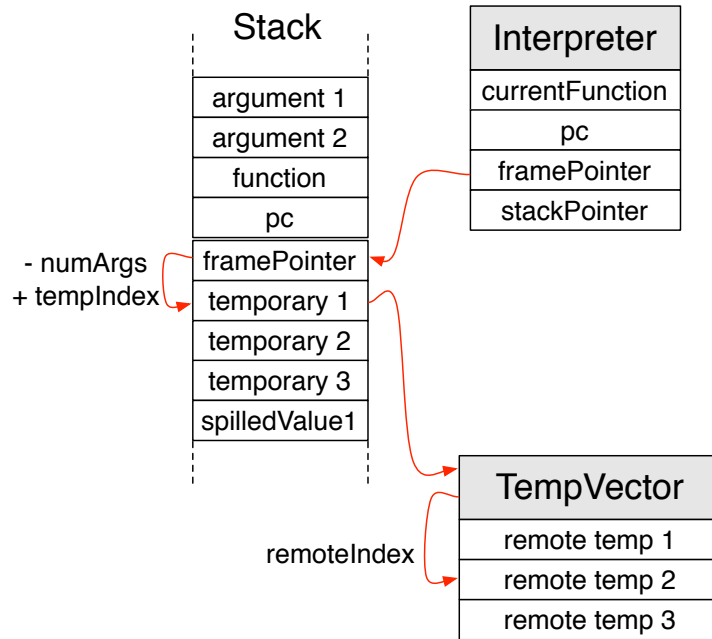 Stack
argument 1
argument 2
function
pc
framePointer
temporary 1
temporary 2
temporary 3
spilledValue1
- numArgs
+ tempIndex
Interpreter
currentFunction
pc
framePointer
stackPointer
TempVector
remote temp 1
remote temp 2
remote temp 3
remoteIndex